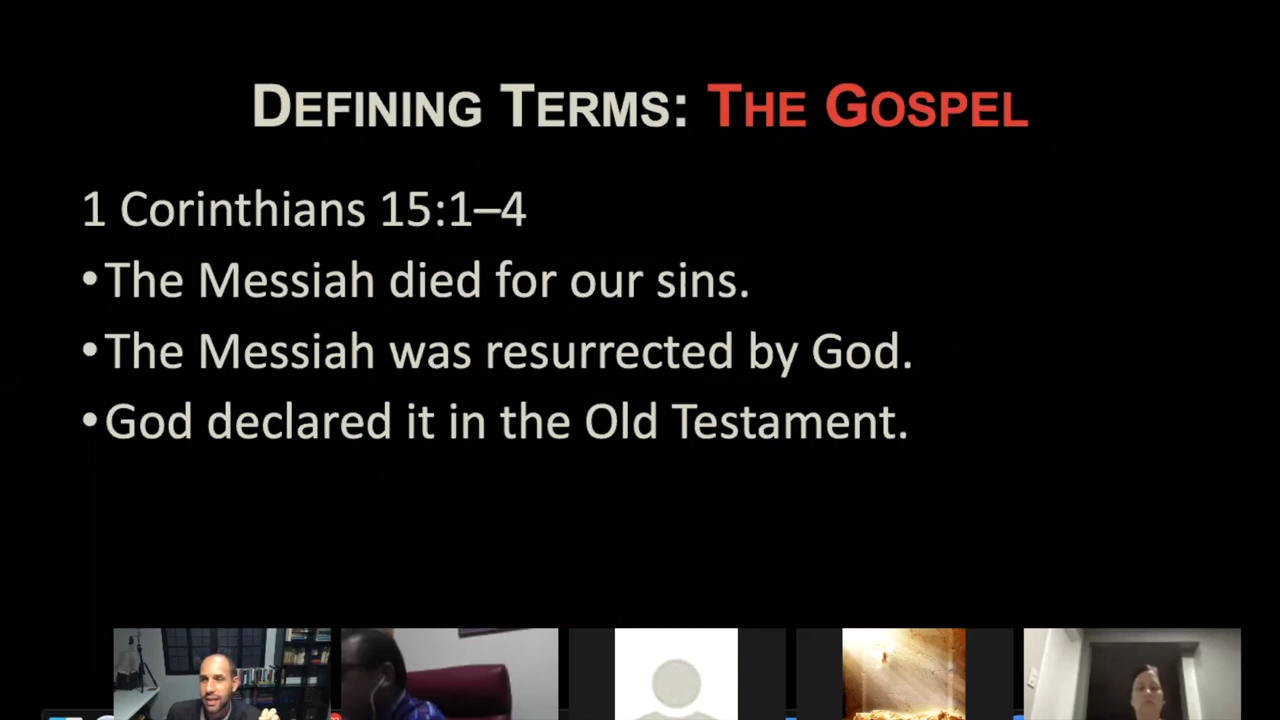 DEFINING TERMS: THE GOSPEL
1 Corinthians 15:1–4
•The Messiah died for our sins.
•The Messiah was resurrected by God.
•God declared it in the Old Testament.